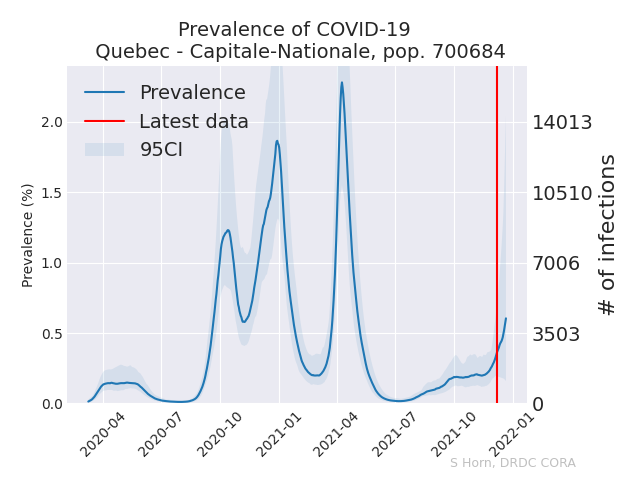 Prevalence of COVID-19
Quebec - Capitale-Nationale, pop. 700684
Prevalence
Latest data
95CI
Prevalence (%)
2.0
1.5
1.0
0.5
0.0
14013
10510
7006
3503
0
# of infections
2020-04
2020-07
2020-10
2021-01
2021-04
2021-07
2021-10
2022-01
S Horn, DRDC CORA